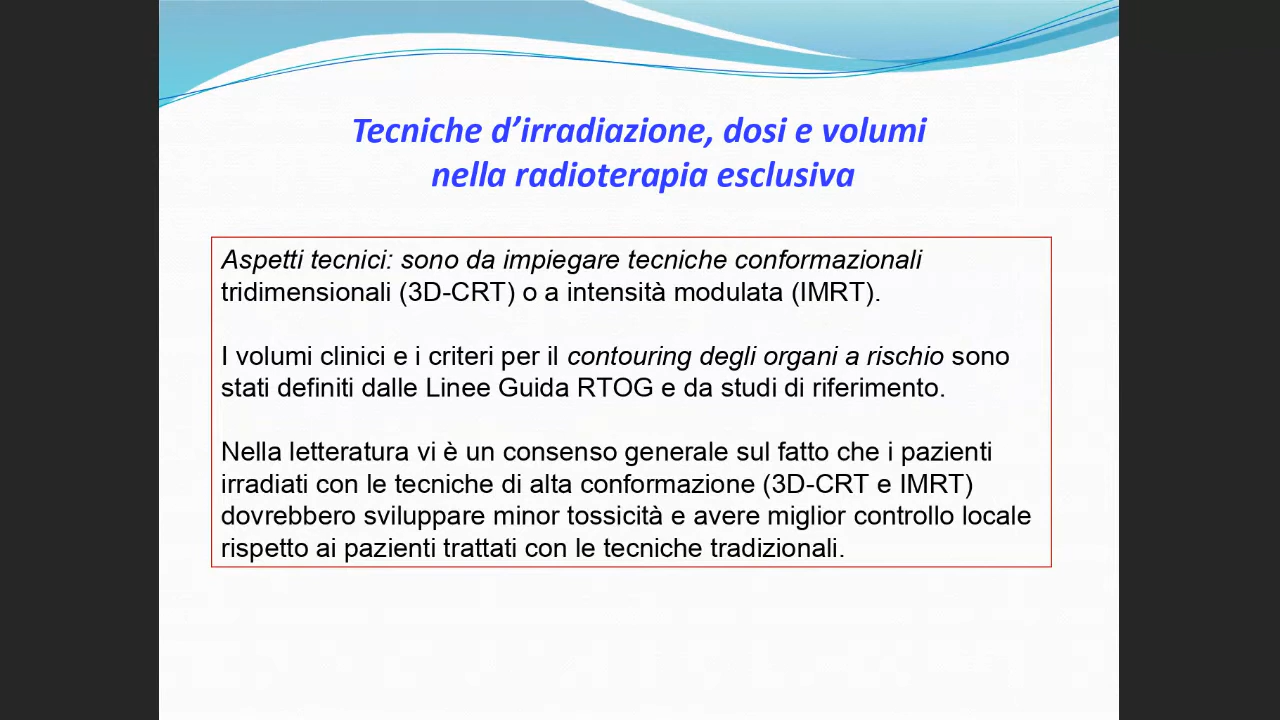 Tecniche d’irradiazione, dosi e volumi
nella radioterapia esclusiva
Aspetti tecnici: sono da impiegare tecniche conformazionali
tridimensionali (3D-CRT) o a intensità modulata (IMRT).
I volumi clinici e i criteri per il contouring degli organi a rischio sono
stati definiti dalle Linee Guida RTOG e da studi di riferimento.
Nella letteratura vi è un consenso generale sul fatto che i pazienti
irradiati con le tecniche di alta conformazione (3D-CRT e IMRT)
dovrebbero sviluppare minor tossicità e avere miglior controllo locale
rispetto ai pazienti trattati con le tecniche tradizionali.